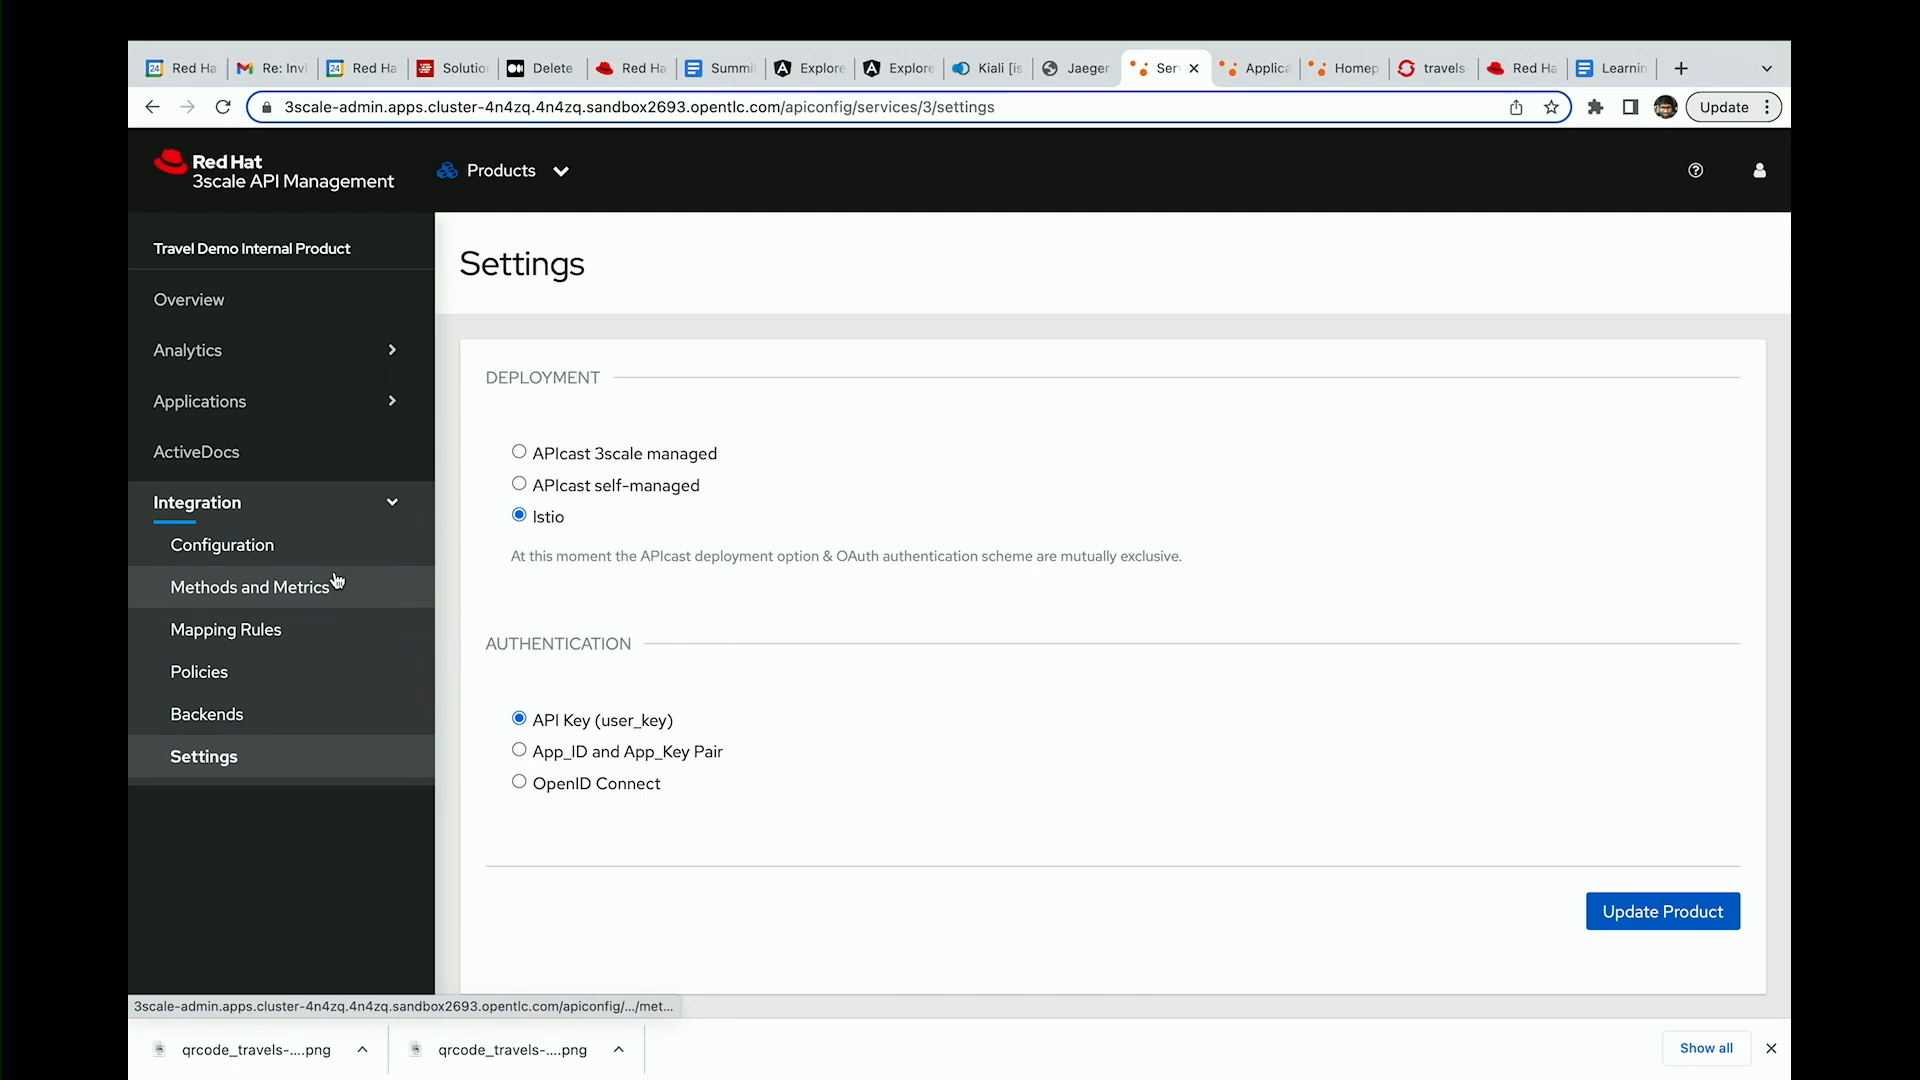 Red Ha
Re: Invi
Red Ha
Solutio
Delete
Red Ha
Summi
Explore
Explore
Kiali [is
Jaeger
Ser
Applica
Homep
travels
Red Ha
Learnin
3scale-admin.apps.cluster-4n4zq.4n4zq.sandbox2693.opentlc.com/apiconfig/services/3/settings
Update
Red Hat
3scale API Management
Products
Travel Demo Internal Product
Overview
Analytics
Applications
ActiveDocs
Integration
Configuration
Methods and Metrics
Mapping Rules
Policies
Backends
Settings
Settings
DEPLOYMENT
APIcast 3scale managed
APIcast self-managed
Istio
At this moment the APIcast deployment option & OAuth authentication scheme are mutually exclusive.
AUTHENTICATION
API Key (user_key)
App_ID and App_Key Pair
OpenID Connect
Update Product
3scale-admin.apps.cluster-4n4zq.4n4zq.sandbox2693.opentlc.com/apiconfig/.../met...
qrcode_travels-....png
qrcode_travels-....png
Show all